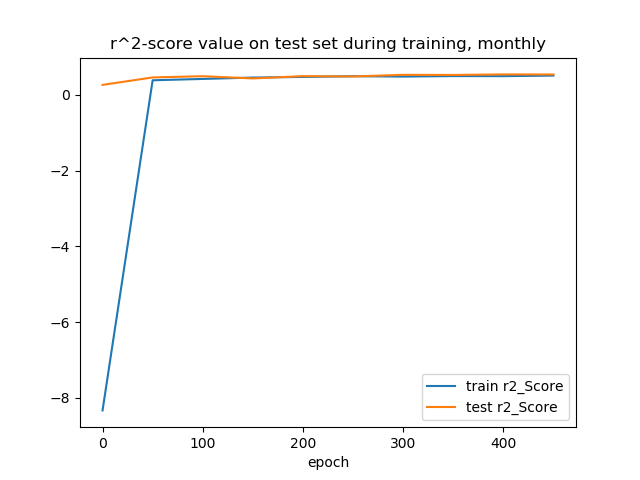 r^2-score value on test set during training, monthly
0
−2
−4
−6
−8
train r2_Score
test r2_Score
0 100 200 300 400
epoch